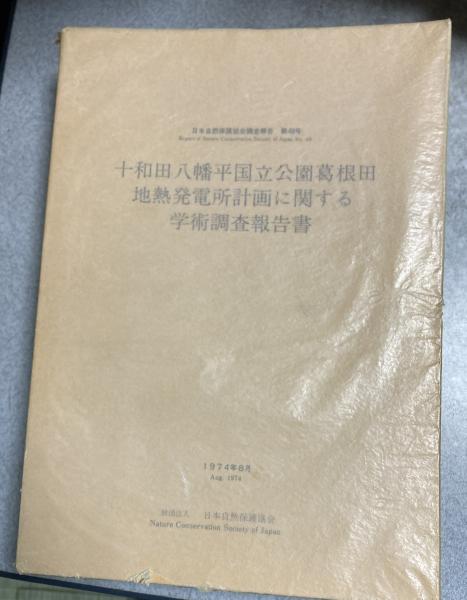 日本自然保護協会調査報告 第49号
Report of Nature Conservation Society of Japan No. 49
十和田八幡平国立公園葛根田
地熱発電所計画に関する
学術調査報告書
1974年8月
Aug. 1974
財団法人 日本自然保護協会
Nature Conservation Society of Japan